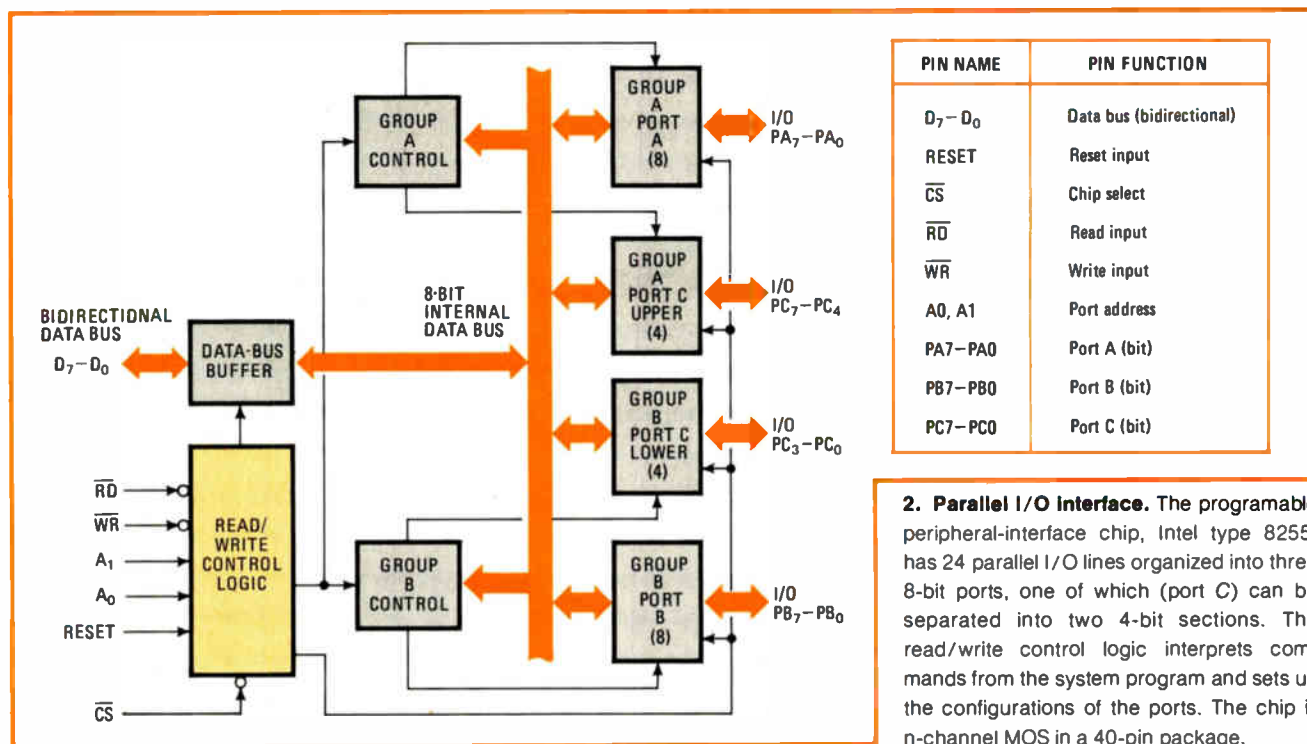 GROUP
A
CONTROL
GROUP
A
PORT
A
(8)
I/O
PA₇–PA₀
GROUP
A
PORT C
UPPER
(4)
I/O
PC₇–PC₄
8-BIT
INTERNAL
DATA BUS
BIDIRECTIONAL
DATA BUS
D₇–D₀
DATA-BUS
BUFFER
GROUP
B
PORT C
LOWER
(4)
I/O
PC₃–PC₀
R̅D̅
W̅R̅
A₁
A₀
RESET
C̅S̅
READ/
WRITE
CONTROL
LOGIC
GROUP
B
CONTROL
GROUP
B
PORT
B
(8)
I/O
PB₇–PB₀
PIN NAME PIN FUNCTION
D₇–D₀ Data bus (bidirectional)
RESET Reset input
C̅S̅ Chip select
R̅D̅ Read input
W̅R̅ Write input
A0, A1 Port address
PA7–PA0 Port A (bit)
PB7–PB0 Port B (bit)
PC7–PC0 Port C (bit)
2. Parallel I/O interface. The programable
peripheral-interface chip, Intel type 8255
has 24 parallel I/O lines organized into thre
8-bit ports, one of which (port C) can b
separated into two 4-bit sections. Th
read/write control logic interprets com
mands from the system program and sets u
the configurations of the ports. The chip i
n-channel MOS in a 40-pin package.